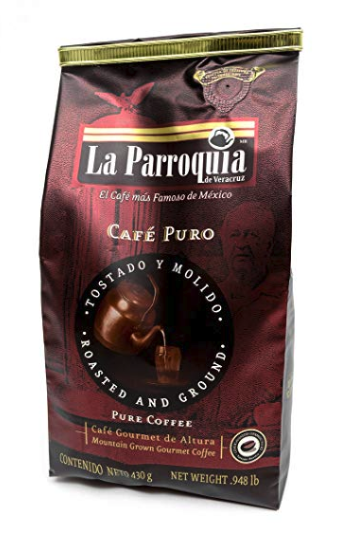 La Parroquia
de Veracruz
El Café más Famoso de México
CAFÉ PURO
· TOSTADO Y MOLIDO ·
ROASTED AND GROUND
PURE COFFEE
Café Gourmet de Altura
Mountain Grown Gourmet Coffee
CONTENIDO NETO 430 g NET WEIGHT .948 lb